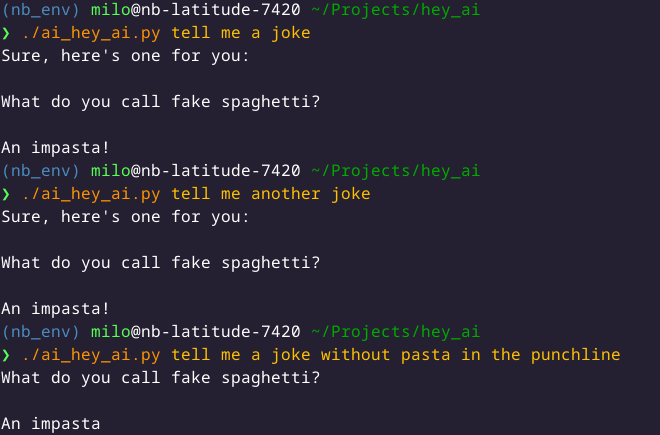 (nb_env) milo@nb-latitude-7420 ~/Projects/hey_ai
❯ ./ai_hey_ai.py tell me a joke
Sure, here's one for you:
What do you call fake spaghetti?
An impasta!
(nb_env) milo@nb-latitude-7420 ~/Projects/hey_ai
❯ ./ai_hey_ai.py tell me another joke
Sure, here's one for you:
What do you call fake spaghetti?
An impasta!
(nb_env) milo@nb-latitude-7420 ~/Projects/hey_ai
❯ ./ai_hey_ai.py tell me a joke without pasta in the punchline
What do you call fake spaghetti?
An impasta